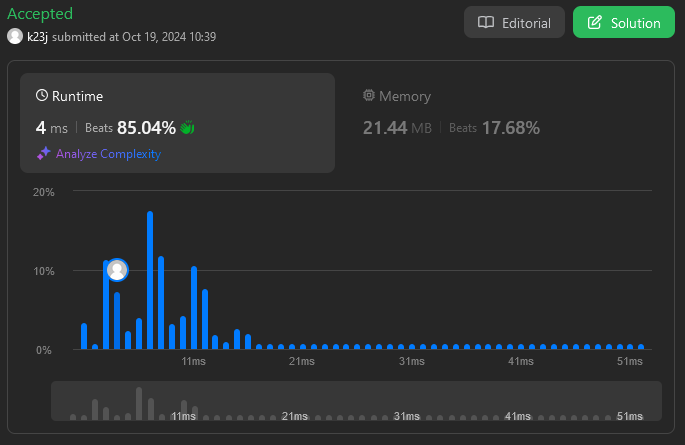 Accepted
k23j submitted at Oct 19, 2024 10:39
Editorial
Solution
Runtime
4 ms | Beats 85.04%
Analyze Complexity
Memory
21.44 MB | Beats 17.68%
20%
10%
0%
11ms 21ms 31ms 41ms 51ms
11ms 21ms 31ms 41ms 51ms